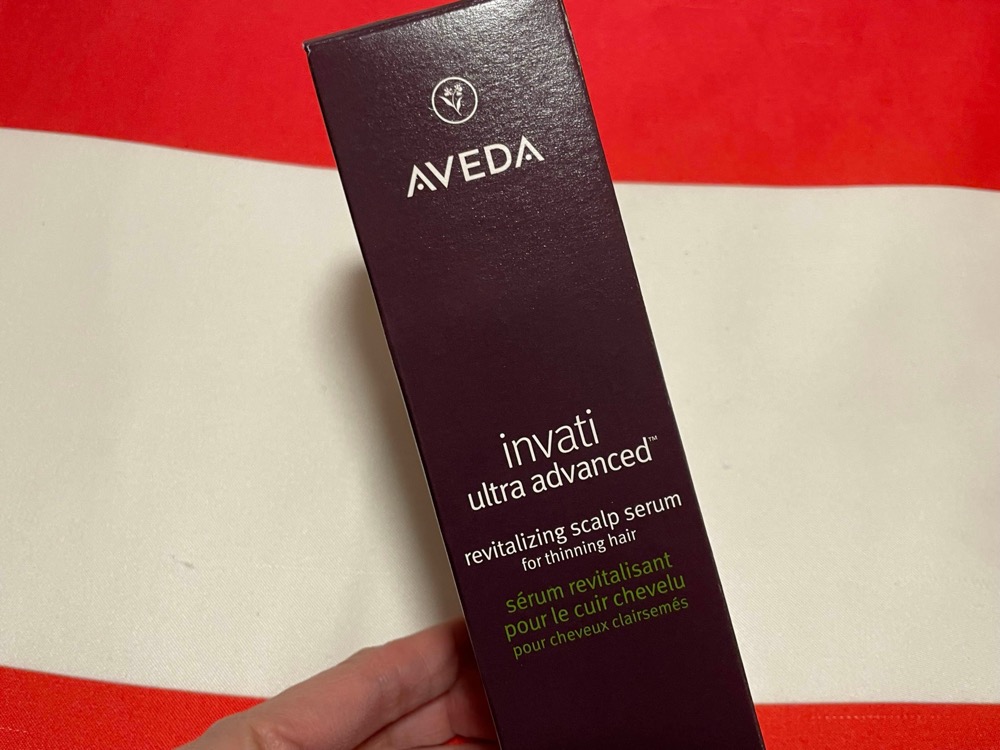 AVEDA
invati
ultra advanced™
revitalizing scalp serum
for thinning hair
sérum revitalisant
pour le cuir chevelu
pour cheveux clairsemés